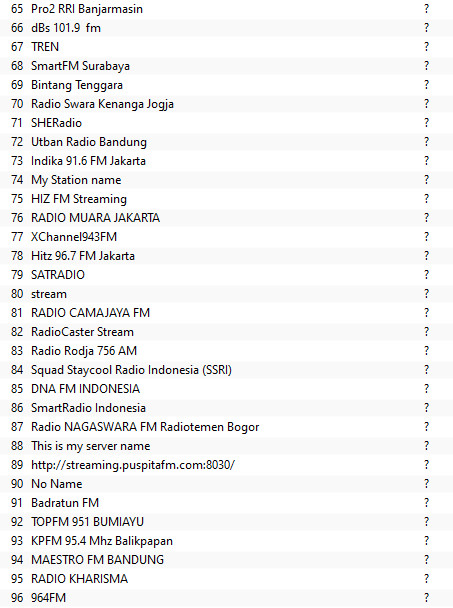 65 Pro2 RRI Banjarmasin ?
66 dBs 101.9  fm ?
67 TREN ?
68 SmartFM Surabaya ?
69 Bintang Tenggara ?
70 Radio Swara Kenanga Jogja ?
71 SHERadio ?
72 Utban Radio Bandung ?
73 Indika 91.6 FM Jakarta ?
74 My Station name ?
75 HIZ FM Streaming ?
76 RADIO MUARA JAKARTA ?
77 XChannel943FM ?
78 Hitz 96.7 FM Jakarta ?
79 SATRADIO ?
80 stream ?
81 RADIO CAMAJAYA FM ?
82 RadioCaster Stream ?
83 Radio Rodja 756 AM ?
84 Squad Staycool Radio Indonesia (SSRI) ?
85 DNA FM INDONESIA ?
86 SmartRadio Indonesia ?
87 Radio NAGASWARA FM Radiotemen Bogor ?
88 This is my server name ?
89 http://streaming.puspitafm.com:8030/ ?
90 No Name ?
91 Badratun FM ?
92 TOPFM 951 BUMIAYU ?
93 KPFM 95.4 Mhz Balikpapan ?
94 MAESTRO FM BANDUNG ?
95 RADIO KHARISMA ?
96 964FM ?